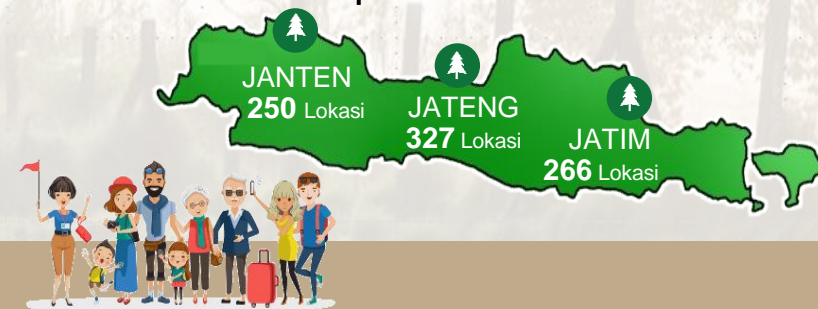 JANTEN
250 Lokasi
JATENG
327 Lokasi
JATIM
266 Lokasi